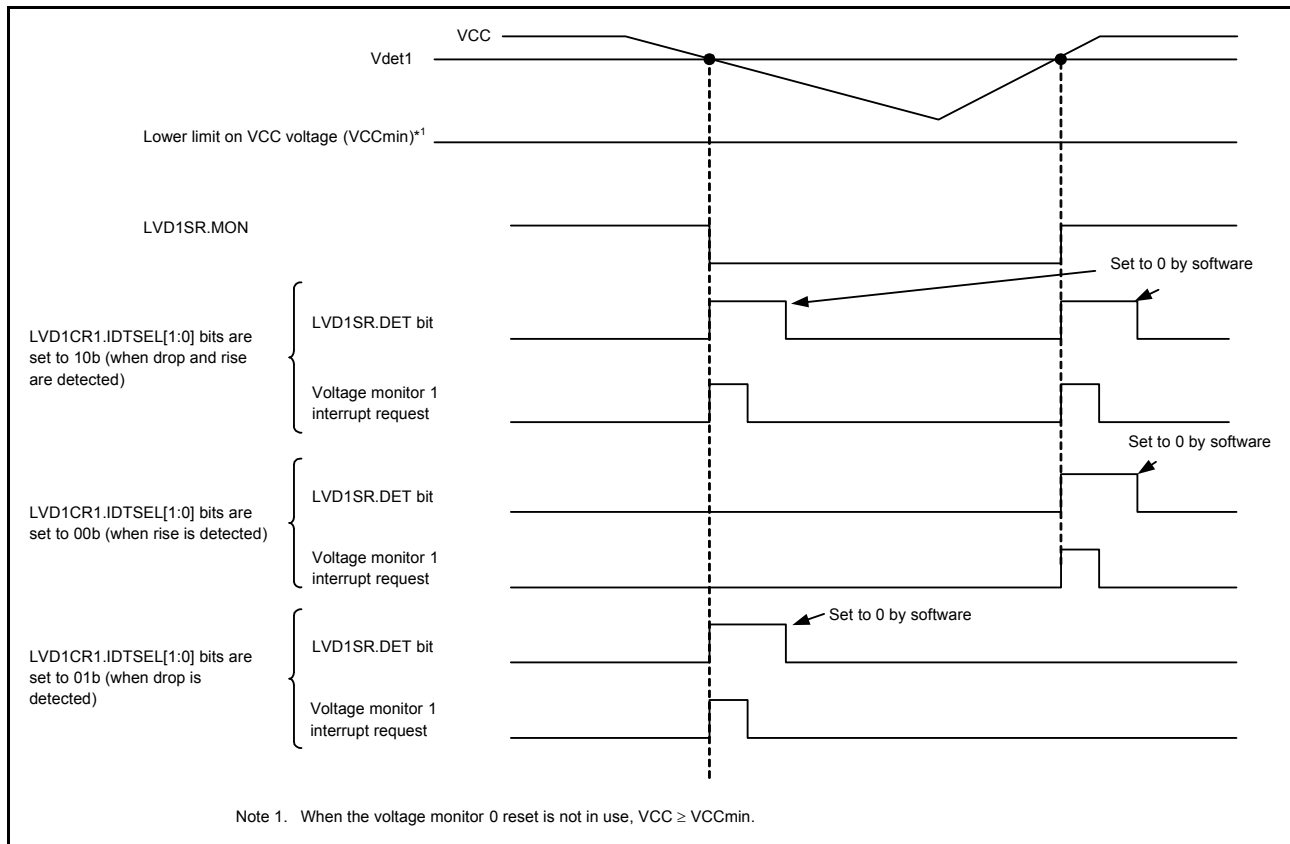 VCC
Vdet1
Lower limit on VCC voltage (VCCmin)*1
LVD1SR.MON
Set to 0 by software
LVD1CR1.IDTSEL[1:0] bits are
set to 10b (when drop and rise
are detected)
LVD1SR.DET bit
Voltage monitor 1
interrupt request
Set to 0 by software
LVD1CR1.IDTSEL[1:0] bits are
set to 00b (when rise is detected)
LVD1SR.DET bit
Voltage monitor 1
interrupt request
Set to 0 by software
LVD1CR1.IDTSEL[1:0] bits are
set to 01b (when drop is
detected)
LVD1SR.DET bit
Voltage monitor 1
interrupt request
Note 1. When the voltage monitor 0 reset is not in use, VCC ≥ VCCmin.